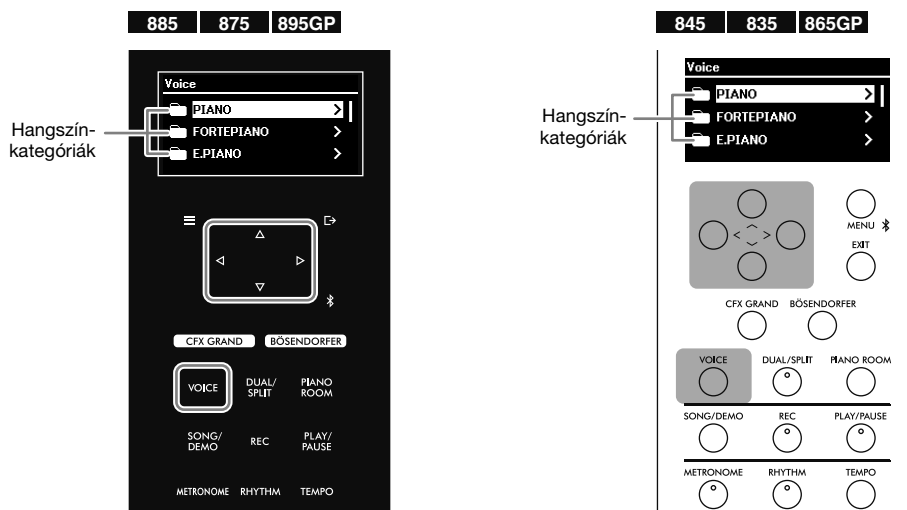 885 875 895GP
Voice
PIANO
FORTEPIANO
E.PIANO
Hangszín-
kategóriák
CFX GRAND BÖSENDORFER
VOICE DUAL/
SPLIT PIANO
ROOM
SONG/
DEMO REC PLAY/
PAUSE
METRONOME RHYTHM TEMPO
845 835 865GP
Voice
PIANO
FORTEPIANO
E.PIANO
Hangszín-
kategóriák
MENU
EXIT
CFX GRAND BÖSENDORFER
VOICE DUAL/SPLIT PIANO ROOM
SONG/DEMO REC PLAY/PAUSE
METRONOME RHYTHM TEMPO